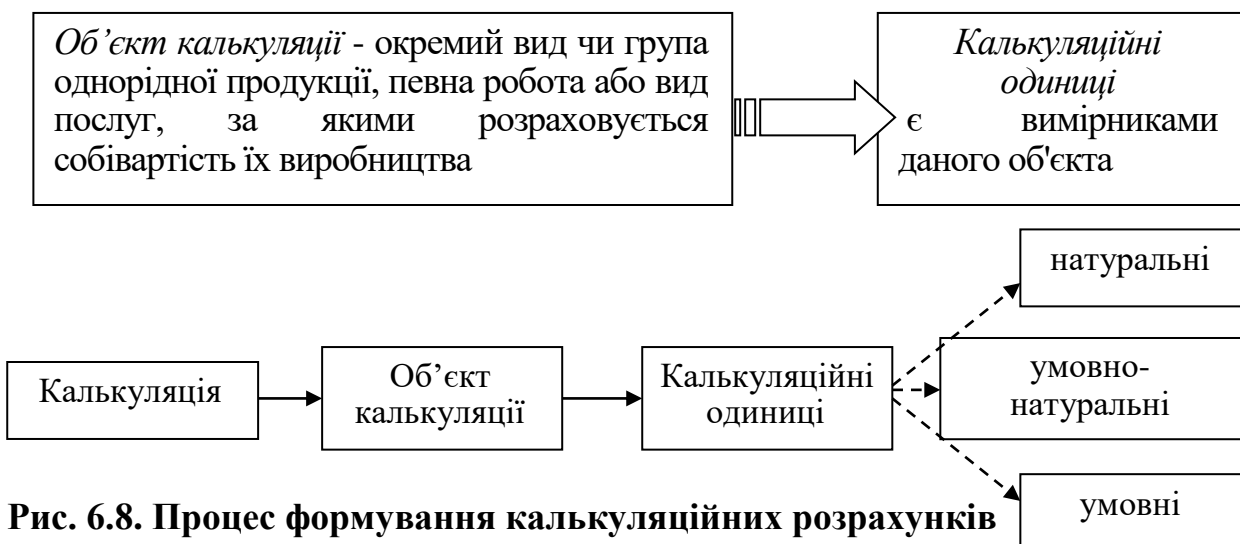 Об’єкт калькуляції - окремий вид чи група
однорідної продукції, певна робота або вид
послуг, за якими розраховується
собівартість їх виробництва
Калькуляційні
одиниці
є вимірниками
даного об'єкта
натуральні
Калькуляція
Об’єкт
калькуляції
Калькуляційні
одиниці
умовно-
натуральні
умовні
Рис. 6.8. Процес формування калькуляційних розрахунків